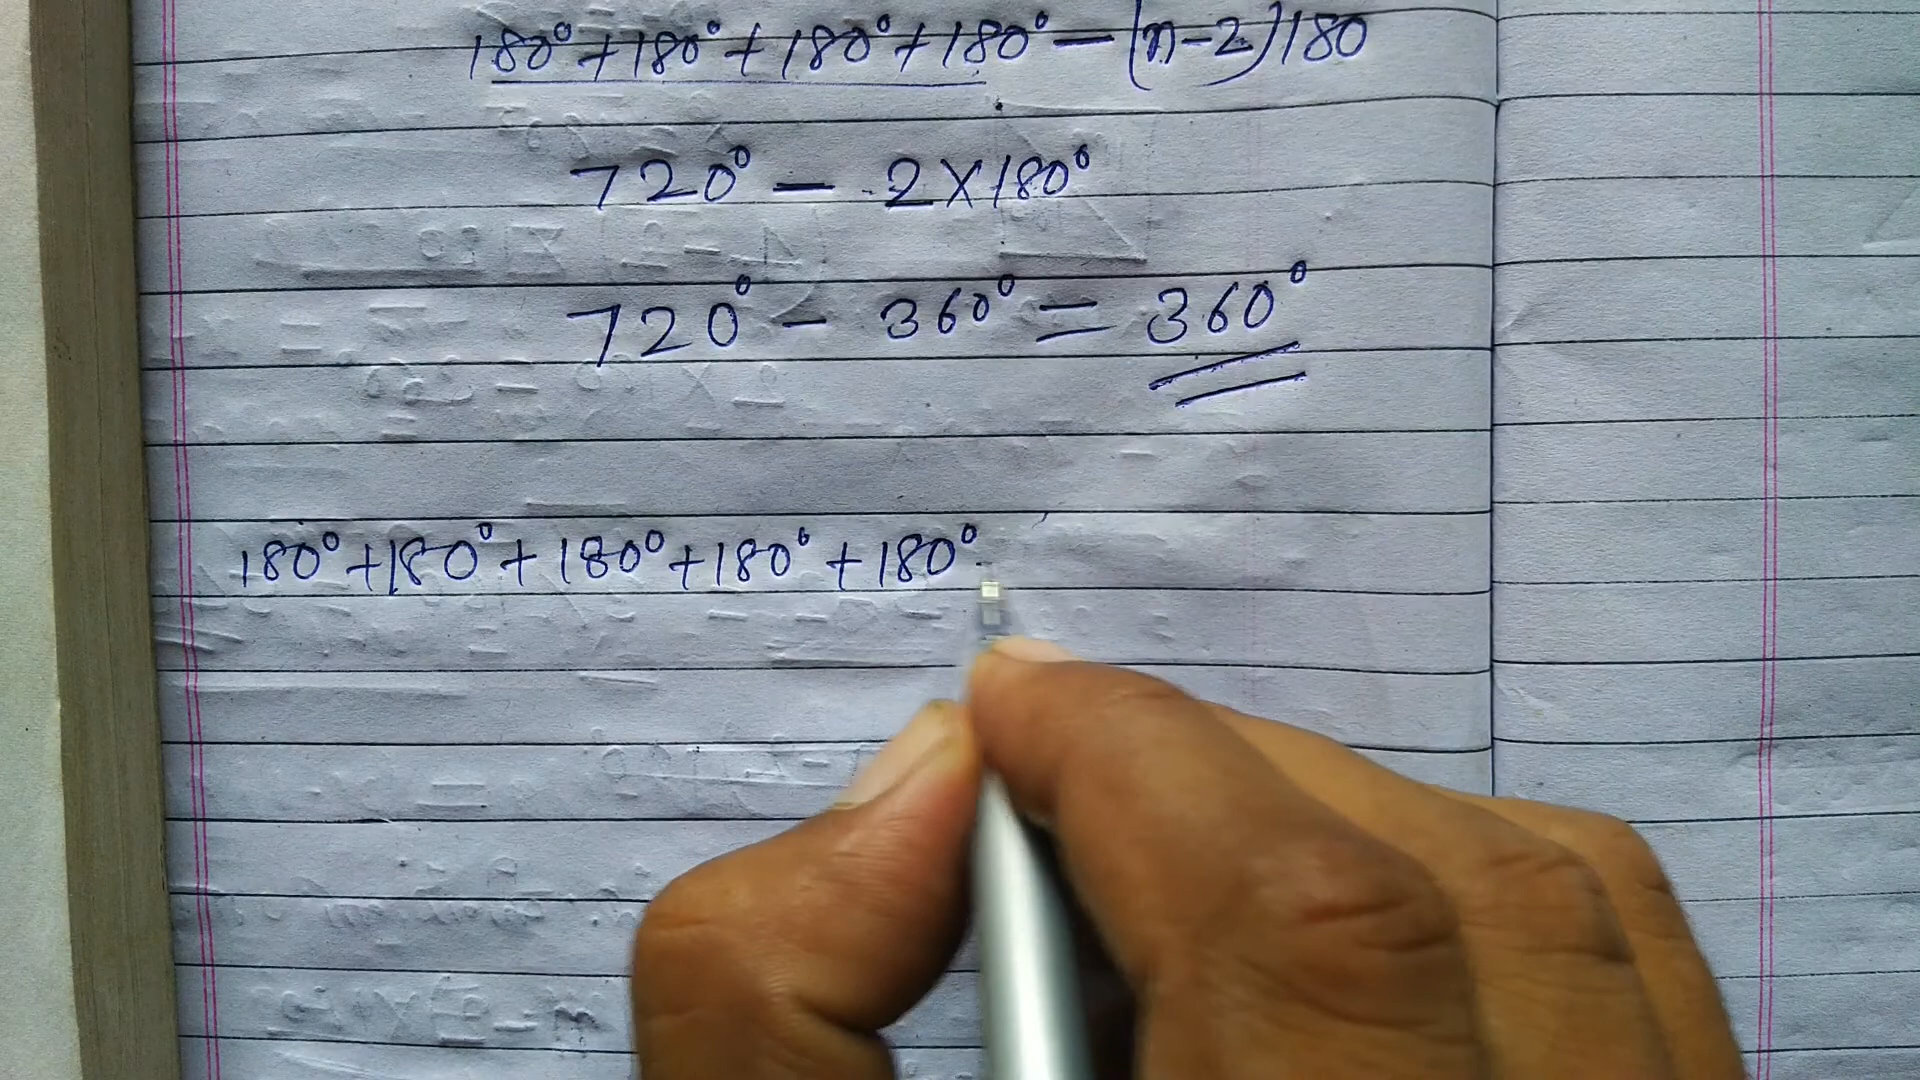 180° + 180° + 180° + 180° — (n-2)180
720° — 2 X 180°
720° - 360° = 360°
180° + 180° + 180° + 180° + 180°